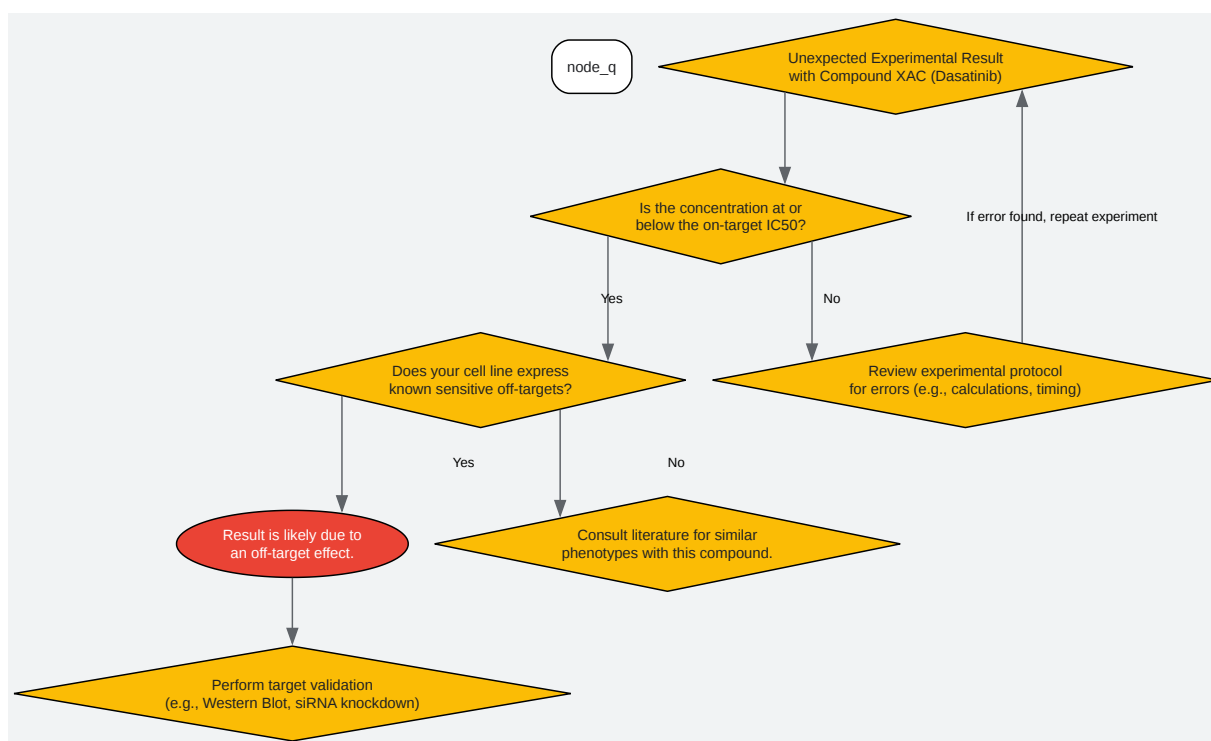 node_q
Unexpected Experimental Result
with Compound XAC (Dasatinib)
Is the concentration at or
below the on-target IC50?
If error found, repeat experiment
Yes
No
Does your cell line express
known sensitive off-targets?
Review experimental protocol
for errors (e.g., calculations, timing)
Yes
No
Result is likely due to
an off-target effect.
Consult literature for similar
phenotypes with this compound.
Perform target validation
(e.g., Western Blot, siRNA knockdown)